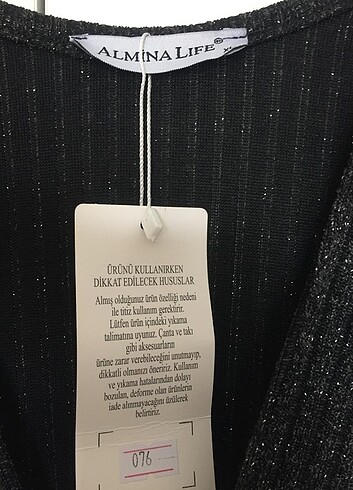 ALMINA LIFE®
XL
ÜRÜNÜ KULLANIRKEN
DİKKAT EDİLECEK HUSUSLAR
Almış olduğunuz ürün özelliği nedeni
ile titiz kullanım gerektirir.
Lütfen ürün içindeki yıkama
talimatına uyunuz. Çanta ve takı
gibi aksesuarların
ürüne zarar verebileceğini unutmayıp,
dikkatli olmanızı öneririz. Kullanım
ve yıkama hatalarından dolayı
bozulan, deforme olan ürünlerin
iade alınmayacağını üzülerek
belirtiriz.
076